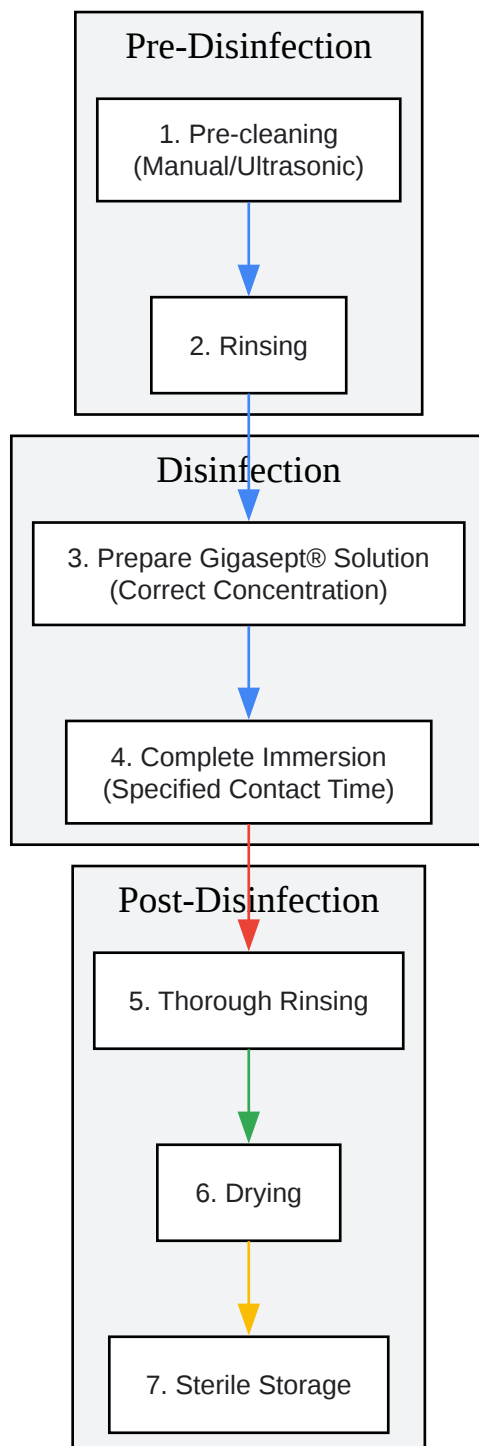 Pre-Disinfection
1. Pre-cleaning
(Manual/Ultrasonic)
2. Rinsing
Disinfection
3. Prepare Gigasept® Solution
(Correct Concentration)
4. Complete Immersion
(Specified Contact Time)
Post-Disinfection
5. Thorough Rinsing
6. Drying
7. Sterile Storage